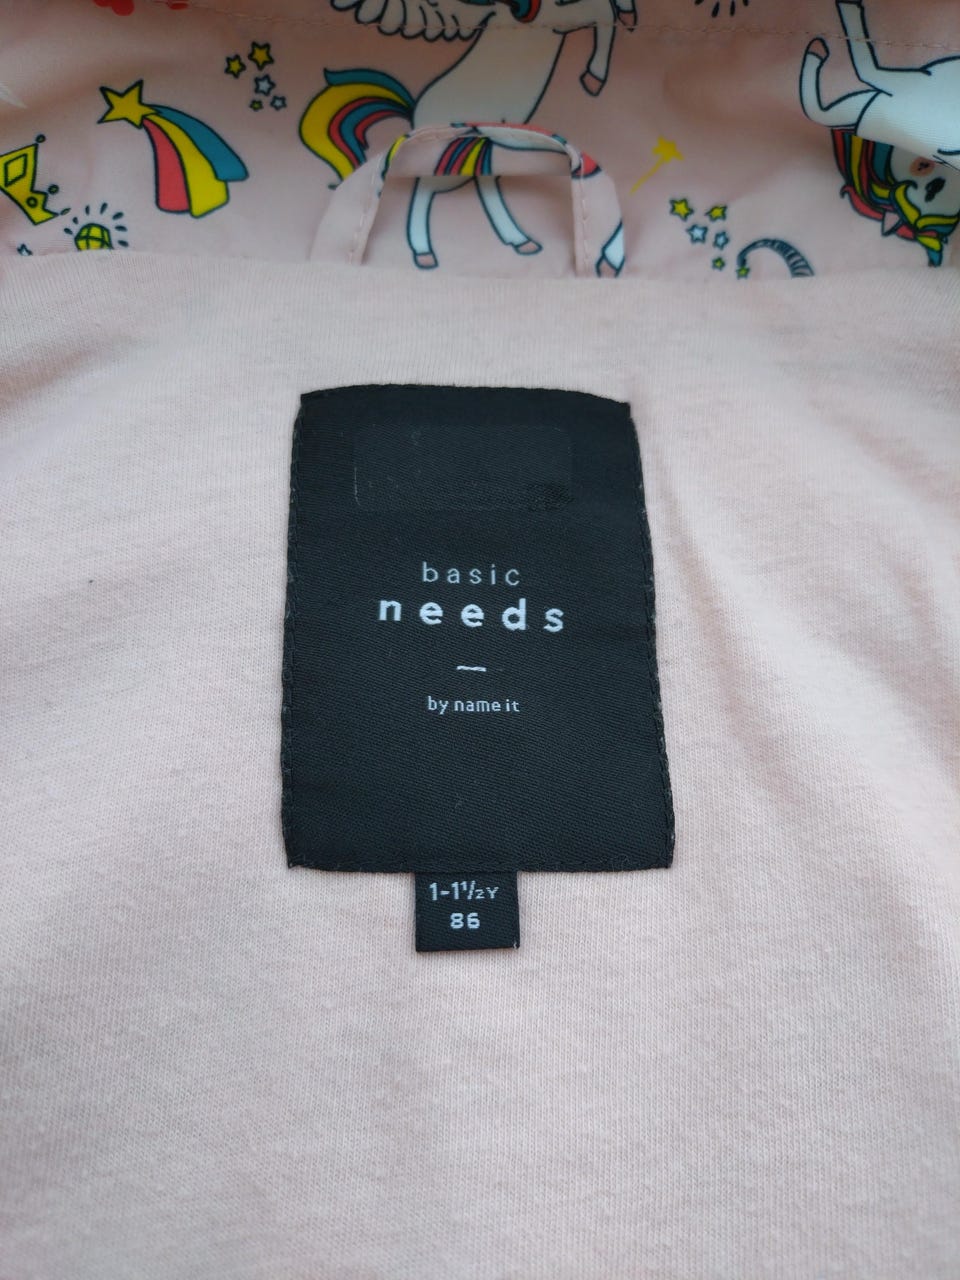 basic
needs
by name it
1-1½Y
86